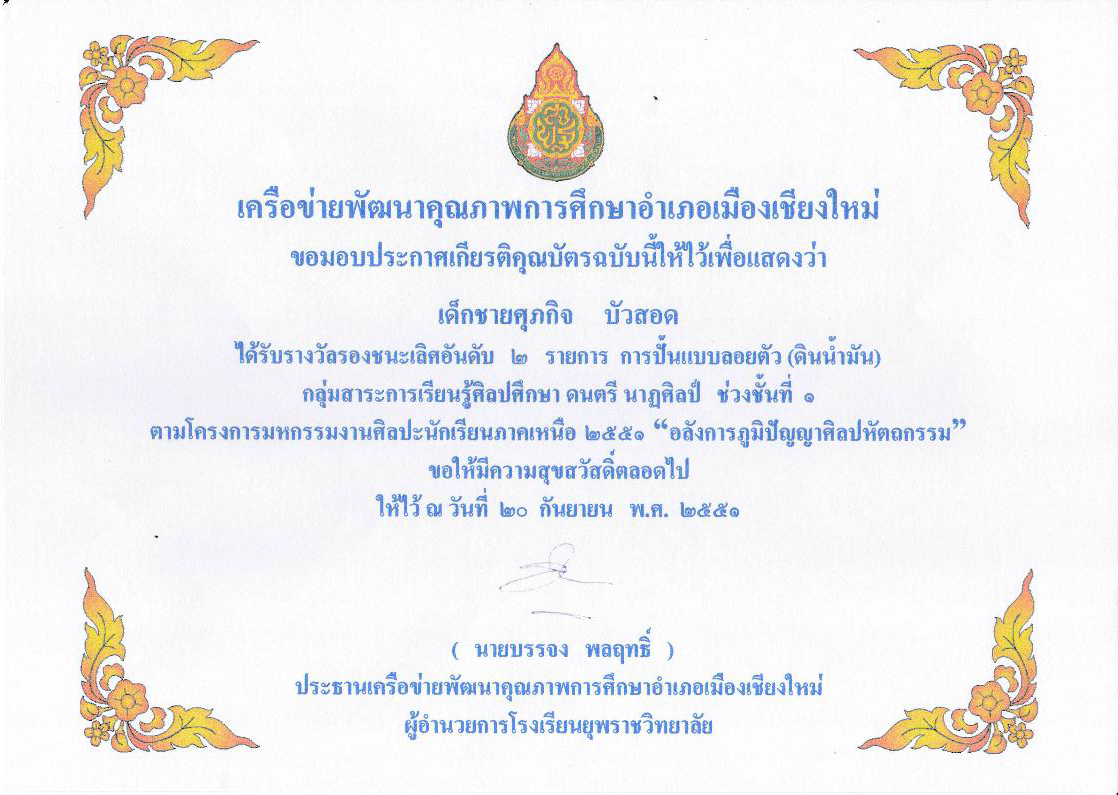 เครือข่ายพัฒนาคุณภาพการศึกษาอำเภอเมืองเชียงใหม่
ขอมอบประกาศเกียรติคุณบัตรฉบับนี้ให้ไว้เพื่อแสดงว่า
เด็กชายศุภกิจ บัวสอด
ได้รับรางวัลรองชนะเลิศอันดับ ๒ รายการ การปั้นแบบลอยตัว (ดินน้ำมัน)
กลุ่มสาระการเรียนรู้ศิลปศึกษา ดนตรี นาฏศิลป์ ช่วงชั้นที่ ๑
ตามโครงการมหกรรมงานศิลปะนักเรียนภาคเหนือ ๒๕๕๑ “อลังการภูมิปัญญาศิลปหัตถกรรม”
ขอให้มีความสุขสวัสดิ์ตลอดไป
ให้ไว้ ณ วันที่ ๒๐ กันยายน พ.ศ. ๒๕๕๑
( นายบรรจง พลฤทธิ์ )
ประธานเครือข่ายพัฒนาคุณภาพการศึกษาอำเภอเมืองเชียงใหม่
ผู้อำนวยการโรงเรียนยุพราชวิทยาลัย